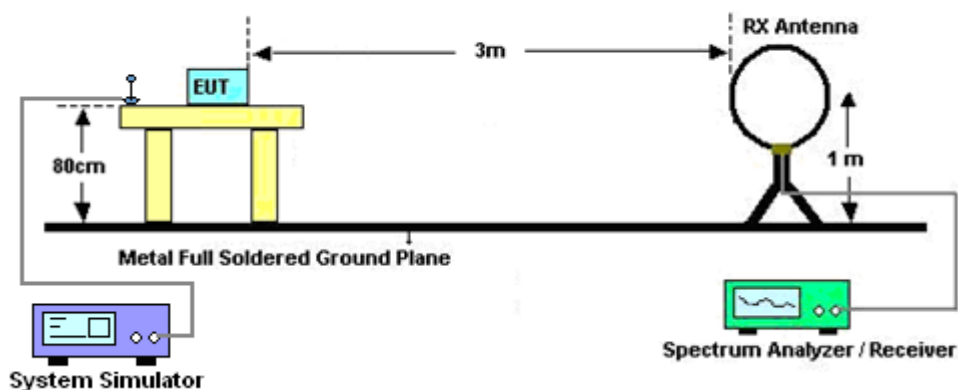 RX Antenna
3m
EUT
80cm
1 m
Metal Full Soldered Ground Plane
System Simulator
Spectrum Analyzer / Receiver